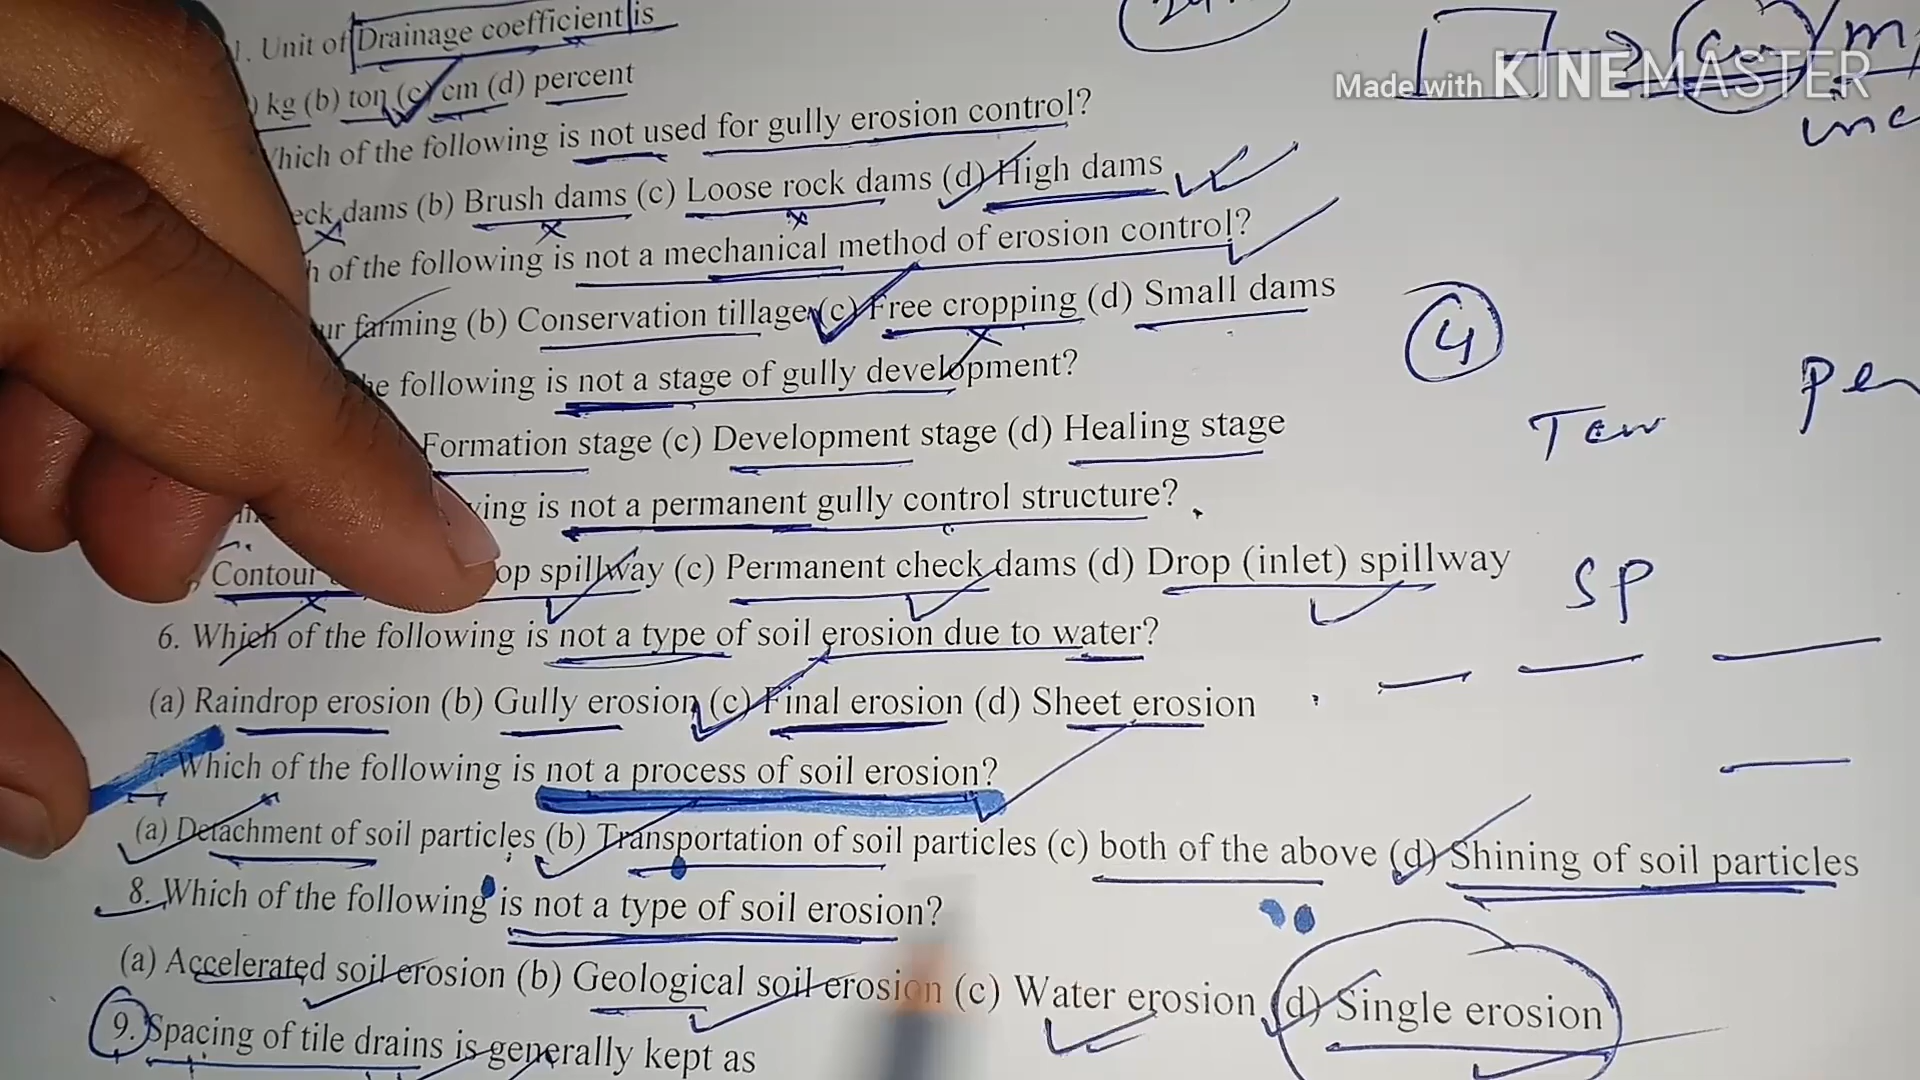 1. Unit of Drainage coefficient is
) kg (b) ton (c) cm (d) percent
Which of the following is not used for gully erosion control?
eck dams (b) Brush dams (c) Loose rock dams (d) High dams
h of the following is not a mechanical method of erosion control?
ur farming (b) Conservation tillage (c) Free cropping (d) Small dams
he following is not a stage of gully development?
Formation stage (c) Development stage (d) Healing stage
ving is not a permanent gully control structure?
Contour op spillway (c) Permanent check dams (d) Drop (inlet) spillway
6. Which of the following is not a type of soil erosion due to water?
(a) Raindrop erosion (b) Gully erosion (c) Final erosion (d) Sheet erosion
7. Which of the following is not a process of soil erosion?
(a) Detachment of soil particles (b) Transportation of soil particles (c) both of the above (d) Shining of soil particles
8. Which of the following is not a type of soil erosion?
(a) Accelerated soil erosion (b) Geological soil erosion (c) Water erosion (d) Single erosion
9. Spacing of tile drains is generally kept as
Made with KINEMASTER
4
Per
SP